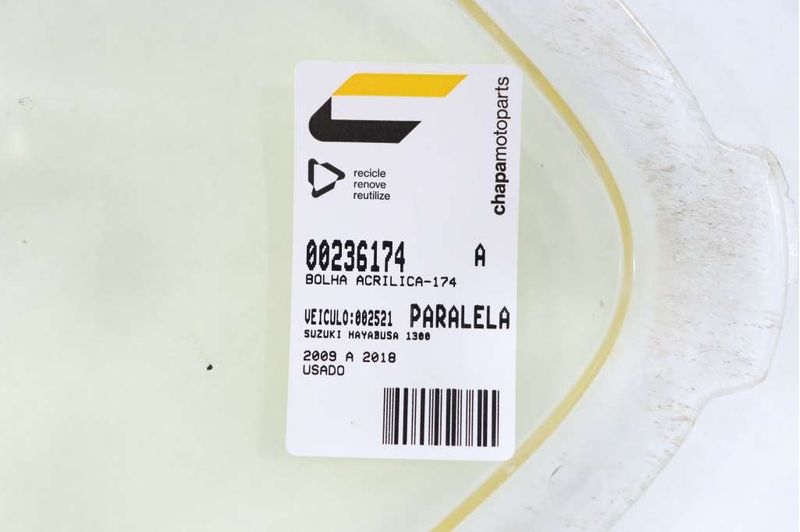 chapamotoparts
recicle
renove
reutilize
00236174 A
BOLHA ACRILICA-174
VEICULO:002521 PARALELA
SUZUKI HAYABUSA 1300
2009 A 2018
USADO